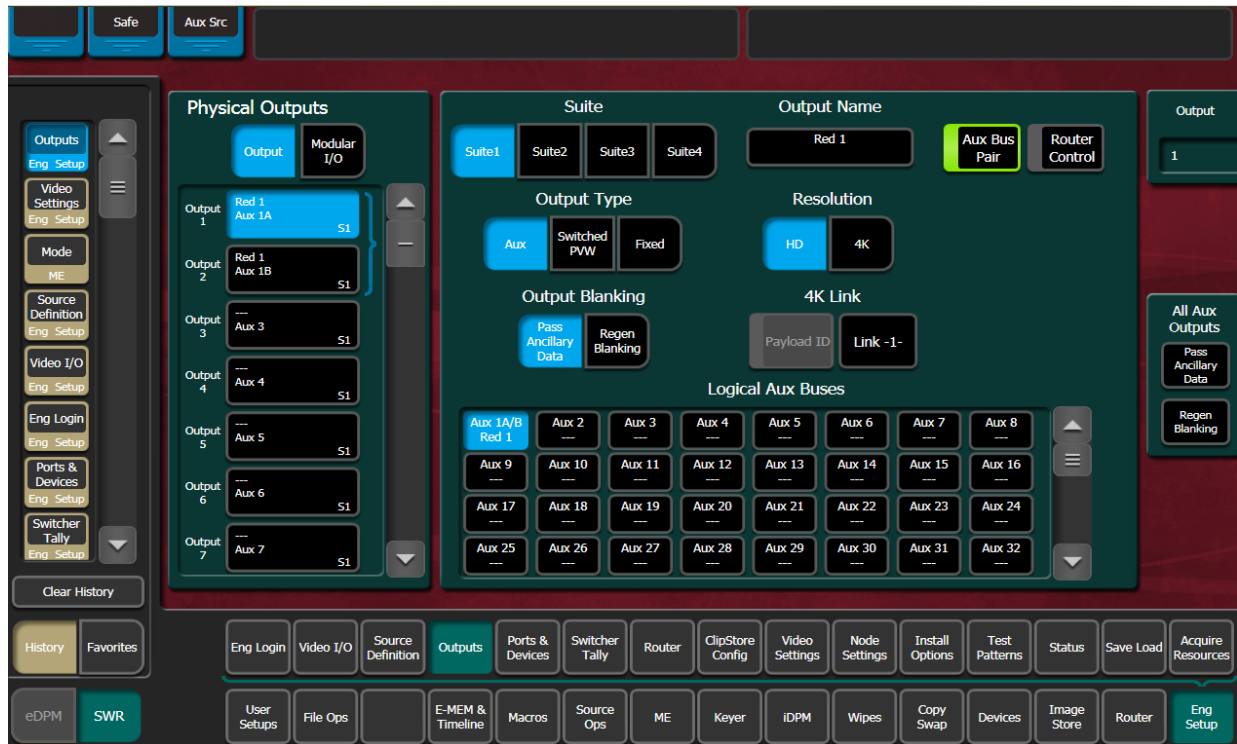 Safe
Aux Src
Outputs
Eng Setup
Video
Settings
Eng Setup
Mode
ME
Source
Definition
Eng Setup
Video I/O
Eng Setup
Eng Login
Eng Setup
Ports &
Devices
Eng Setup
Switcher
Tally
Eng Setup
Clear History
History
Favorites
eDPM
SWR
Physical Outputs
Output
Modular
I/O
Output
1
Red 1
Aux 1A
S1
Output
2
Red 1
Aux 1B
S1
Output
3
---
Aux 3
S1
Output
4
---
Aux 4
S1
Output
5
---
Aux 5
S1
Output
6
---
Aux 6
S1
Output
7
---
Aux 7
S1
Suite
Suite1
Suite2
Suite3
Suite4
Output Name
Red 1
Aux Bus
Pair
Router
Control
Output Type
Aux
Switched
PVW
Fixed
Resolution
HD
4K
Output Blanking
Pass
Ancillary
Data
Regen
Blanking
4K Link
Payload ID
Link -1-
Logical Aux Buses
Aux 1A/B
Red 1
Aux 2
---
Aux 3
---
Aux 4
---
Aux 5
---
Aux 6
---
Aux 7
---
Aux 8
---
Aux 9
---
Aux 10
---
Aux 11
---
Aux 12
---
Aux 13
---
Aux 14
---
Aux 15
---
Aux 16
---
Aux 17
---
Aux 18
---
Aux 19
---
Aux 20
---
Aux 21
---
Aux 22
---
Aux 23
---
Aux 24
---
Aux 25
---
Aux 26
---
Aux 27
---
Aux 28
---
Aux 29
---
Aux 30
---
Aux 31
---
Aux 32
---
Output
1
All Aux
Outputs
Pass
Ancillary
Data
Regen
Blanking
Eng Login
Video I/O
Source
Definition
Outputs
Ports &
Devices
Switcher
Tally
Router
ClipStore
Config
Video
Settings
Node
Settings
Install
Options
Test
Patterns
Status
Save Load
Acquire
Resources
User
Setups
File Ops
E-MEM &
Timeline
Macros
Source
Ops
ME
Keyer
iDPM
Wipes
Copy
Swap
Devices
Image
Store
Router
Eng
Setup